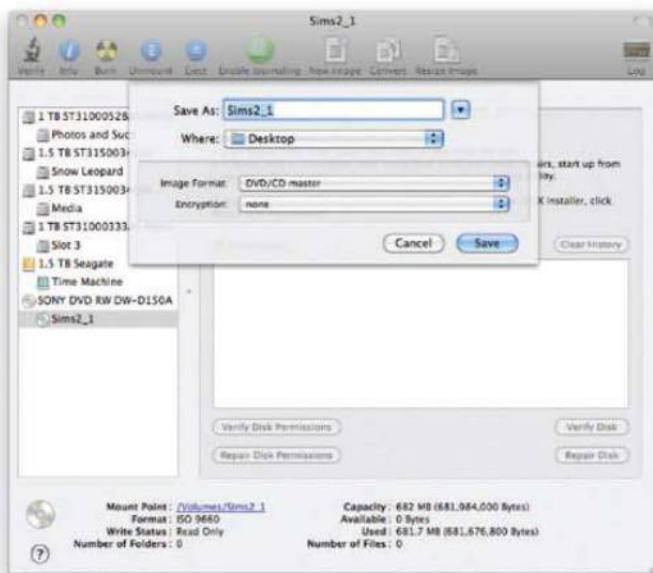 Sims2_1
Verify Info Burn Unmount Eject Enable Journaling New Image Convert Resize Image Log
Save As: Sims2_1
Where: Desktop
Image Format: DVD/CD master
Encryption: none
Cancel Save
1 TB ST31000528
Photos and Suc
1.5 TB ST315003
Snow Leopard
1.5 TB ST315003
Media
1 TB ST31000333
Slot 3
1.5 TB Seagate
Time Machine
SONY DVD RW DW-D150A
Sims2_1
start up from
X installer, click
Clear History
Verify Disk Permissions Verify Disk
Repair Disk Permissions Repair Disk
Mount Point : /Volumes/Sims2_1
Format : ISO 9660
Write Status : Read Only
Number of Folders : 0
Capacity : 682 MB (681,984,000 Bytes)
Available : 0 Bytes
Used : 681.7 MB (681,676,800 Bytes)
Number of Files : 0
?